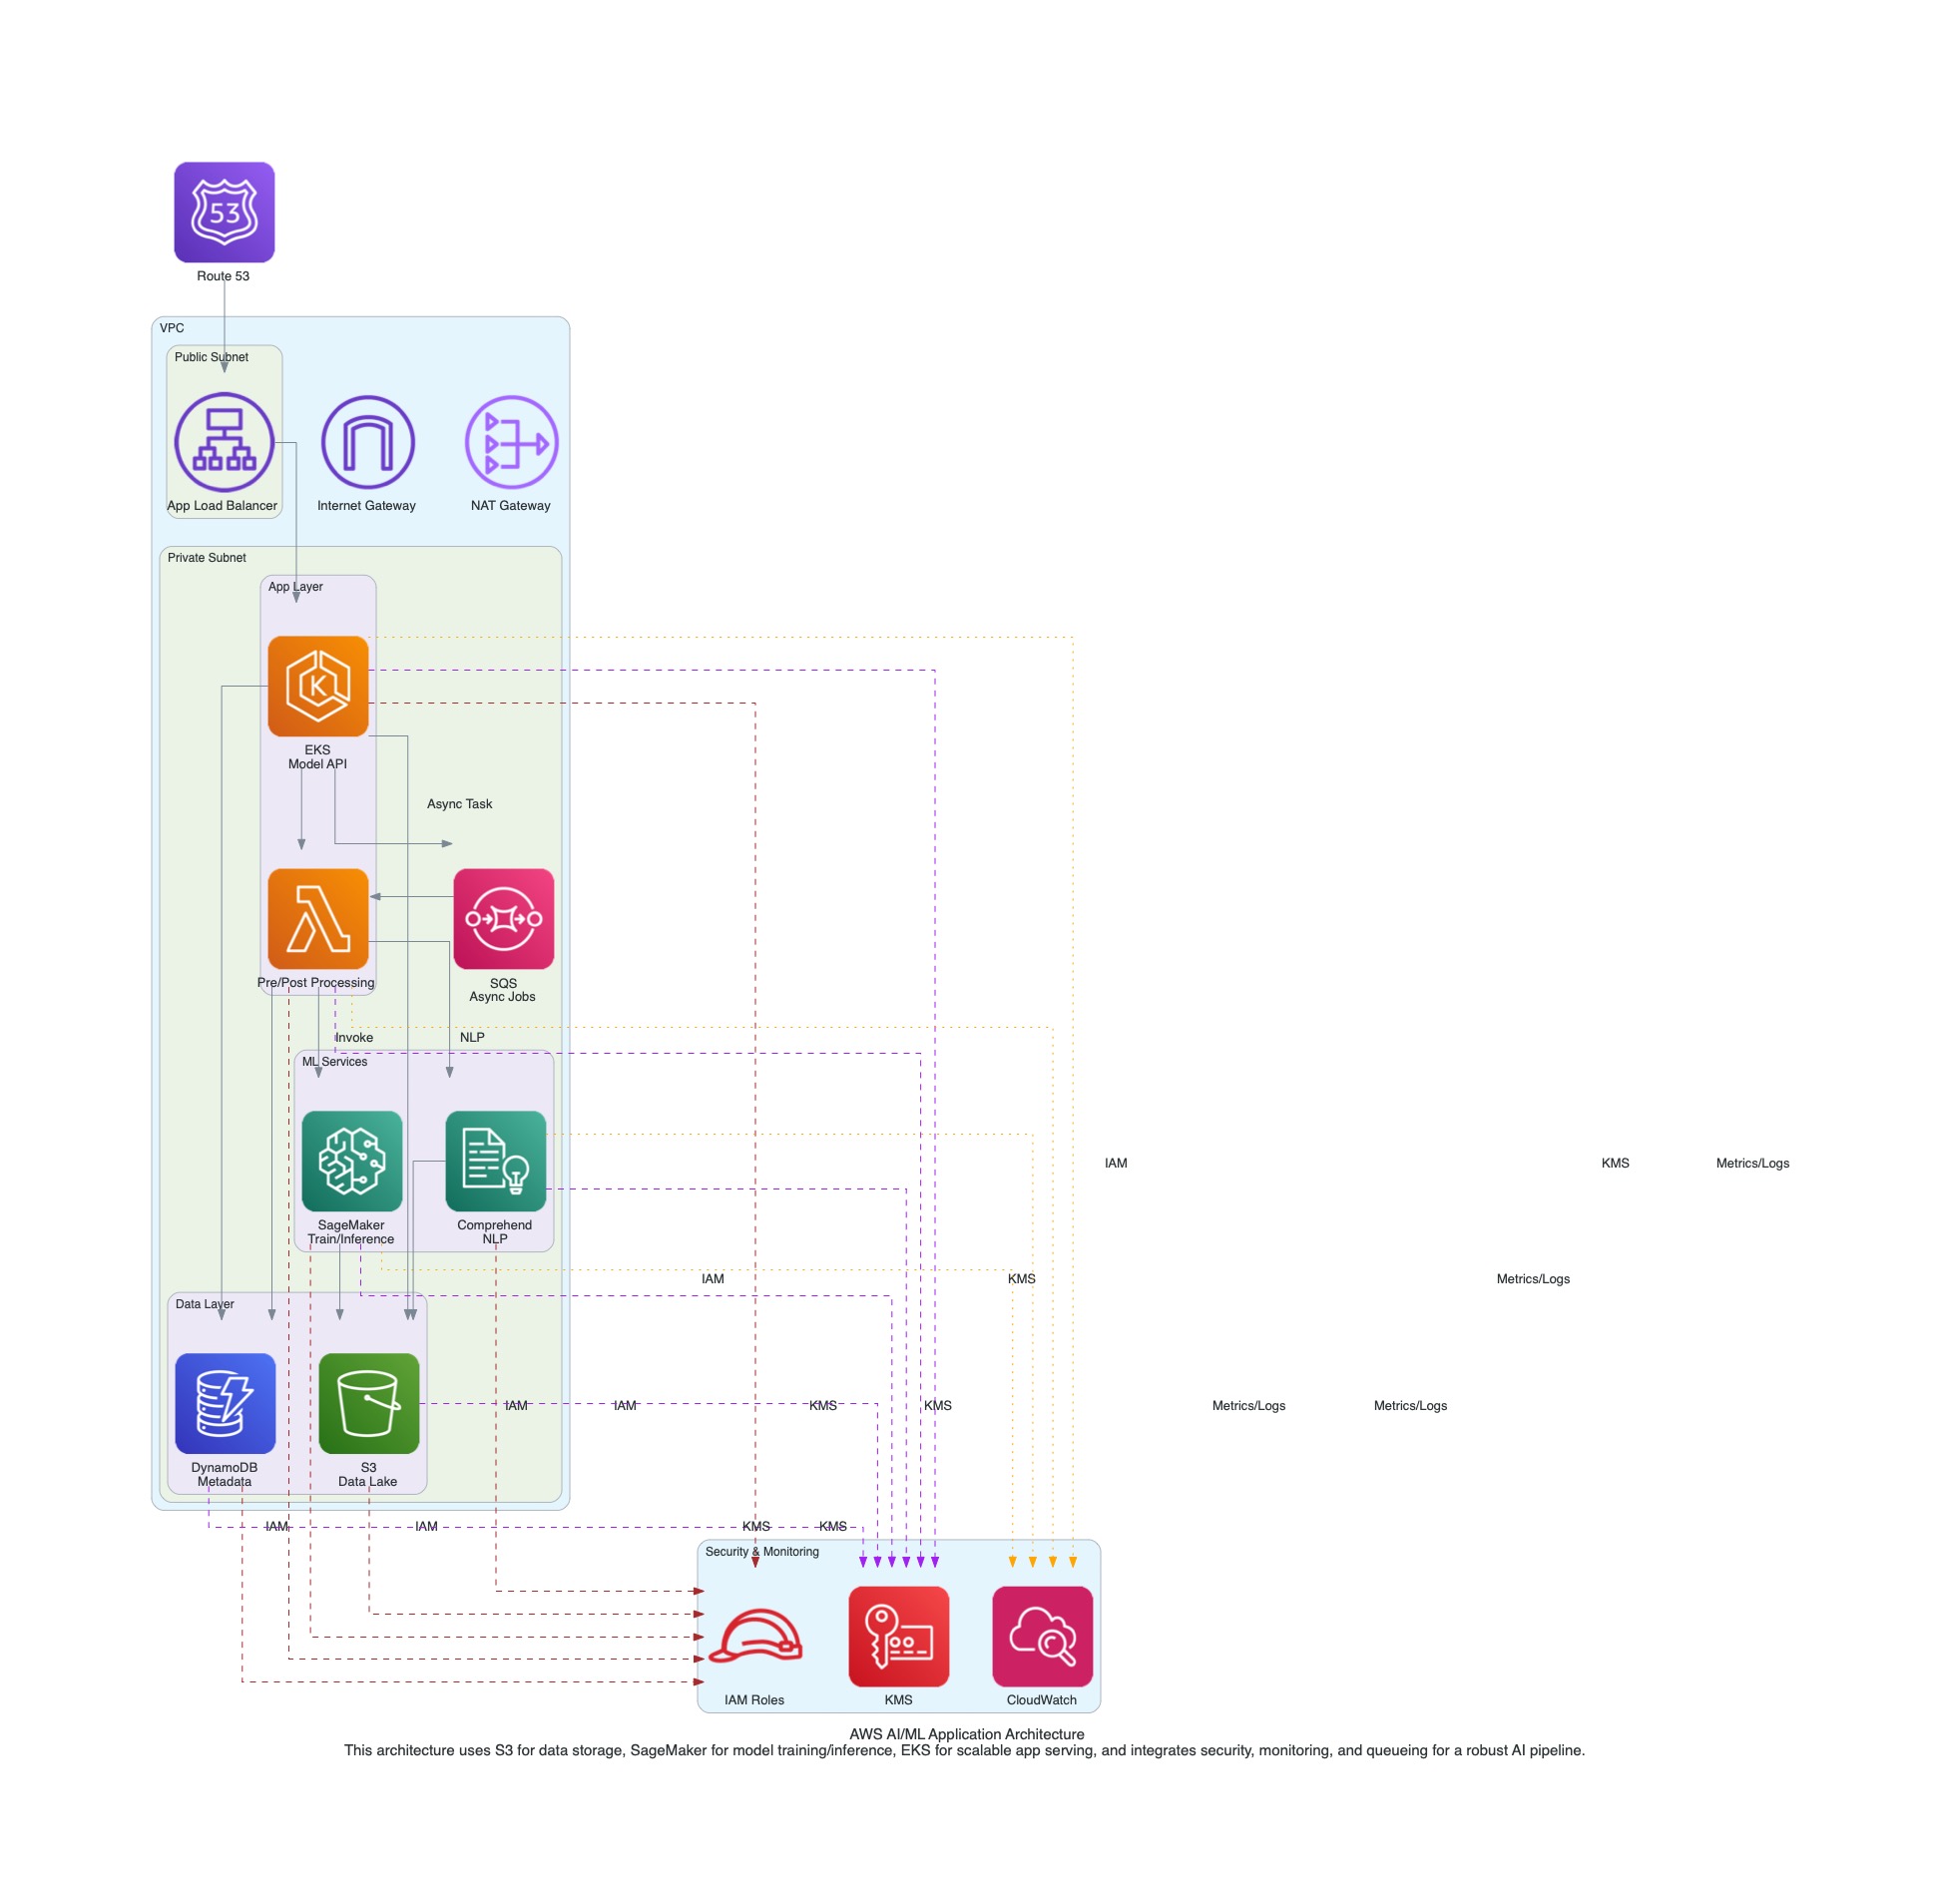 53
Route 53
VPC
Public Subnet
App Load Balancer
Internet Gateway
NAT Gateway
Private Subnet
App Layer
K
EKS
Model API
Async Task
Pre/Post Processing
SQS
Async Jobs
Invoke
NLP
ML Services
SageMaker
Train/Inference
Comprehend
NLP
IAM
KMS
Metrics/Logs
IAM
KMS
Metrics/Logs
Data Layer
IAM
IAM
KMS
KMS
Metrics/Logs
Metrics/Logs
DynamoDB
Metadata
S3
Data Lake
IAM
IAM
KMS
KMS
Security & Monitoring
IAM Roles
KMS
CloudWatch
AWS AI/ML Application Architecture
This architecture uses S3 for data storage, SageMaker for model training/inference, EKS for scalable app serving, and integrates security, monitoring, and queueing for a robust AI pipeline.